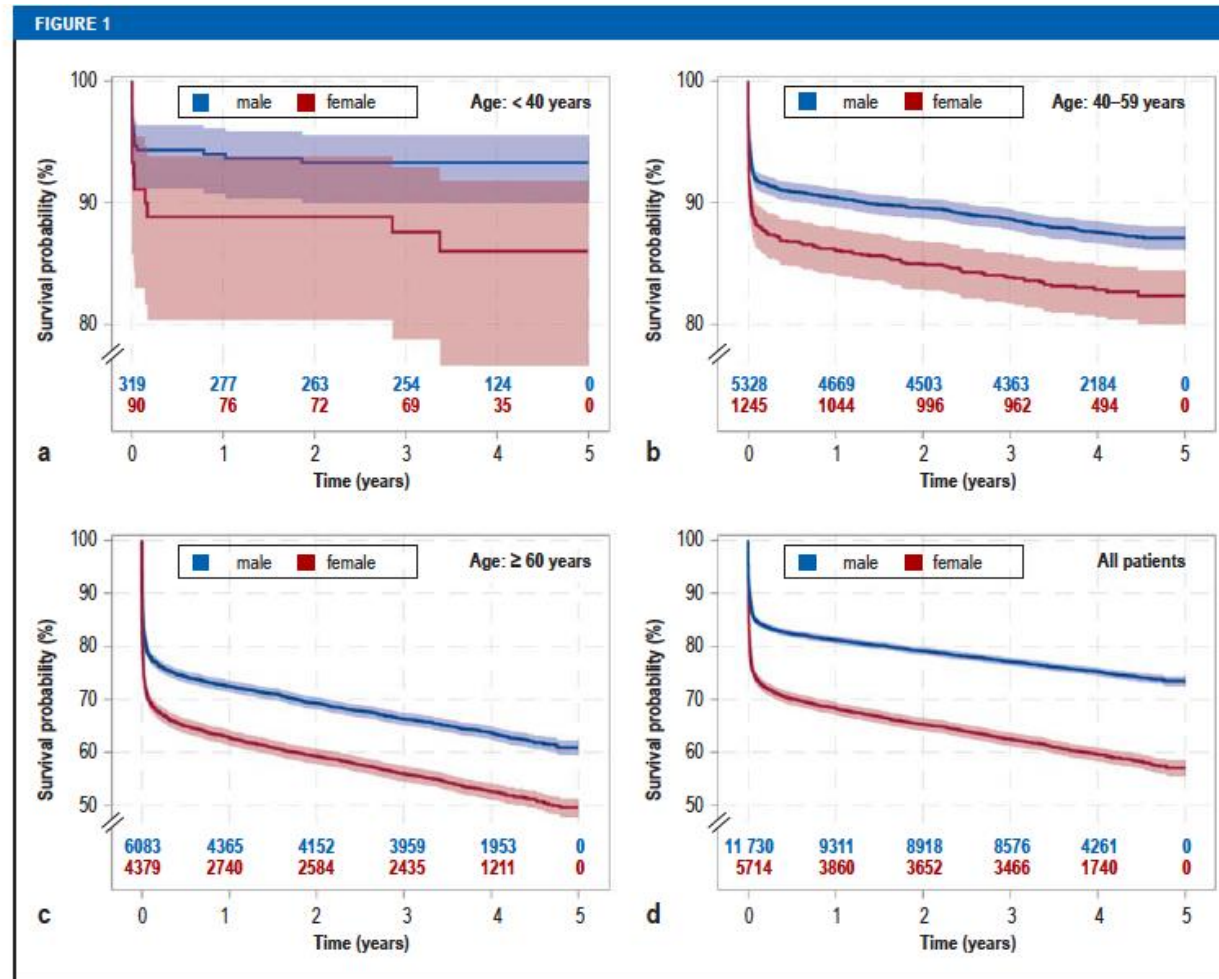 FIGURE 1
100
90
80
Survival probability (%)
male female
Age: < 40 years
319 277 263 254 124 0
90 76 72 69 35 0
0 1 2 3 4 5
a
Time (years)
100
90
80
Survival probability (%)
male female
Age: 40–59 years
5328 4669 4503 4363 2184 0
1245 1044 996 962 494 0
0 1 2 3 4 5
b
Time (years)
100
90
80
70
60
50
Survival probability (%)
male female
Age: ≥ 60 years
6083 4365 4152 3959 1953 0
4379 2740 2584 2435 1211 0
0 1 2 3 4 5
c
Time (years)
100
90
80
70
60
50
Survival probability (%)
male female
All patients
11 730 9311 8918 8576 4261 0
5714 3860 3652 3466 1740 0
0 1 2 3 4 5
d
Time (years)